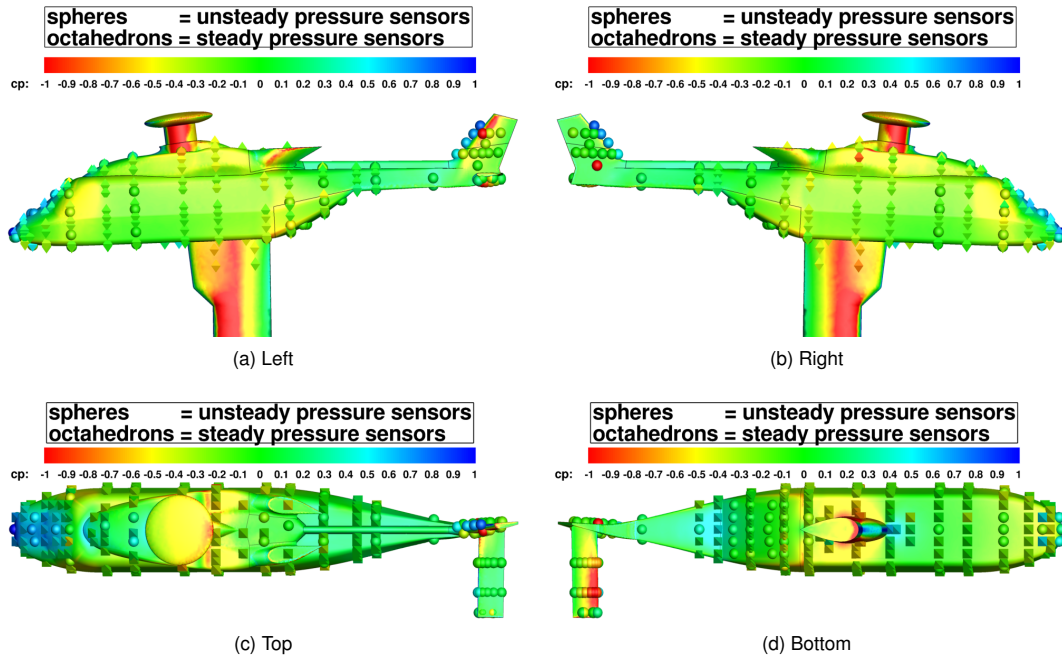 spheres = unsteady pressure sensors
octahedrons = steady pressure sensors
cp: -1 -0.9 -0.8 -0.7 -0.6 -0.5 -0.4 -0.3 -0.2 -0.1 0 0.1 0.2 0.3 0.4 0.5 0.6 0.7 0.8 0.9 1
(a) Left
spheres = unsteady pressure sensors
octahedrons = steady pressure sensors
cp: -1 -0.9 -0.8 -0.7 -0.6 -0.5 -0.4 -0.3 -0.2 -0.1 0 0.1 0.2 0.3 0.4 0.5 0.6 0.7 0.8 0.9 1
(b) Right
spheres = unsteady pressure sensors
octahedrons = steady pressure sensors
cp: -1 -0.9 -0.8 -0.7 -0.6 -0.5 -0.4 -0.3 -0.2 -0.1 0 0.1 0.2 0.3 0.4 0.5 0.6 0.7 0.8 0.9 1
(c) Top
spheres = unsteady pressure sensors
octahedrons = steady pressure sensors
cp: -1 -0.9 -0.8 -0.7 -0.6 -0.5 -0.4 -0.3 -0.2 -0.1 0 0.1 0.2 0.3 0.4 0.5 0.6 0.7 0.8 0.9 1
(d) Bottom